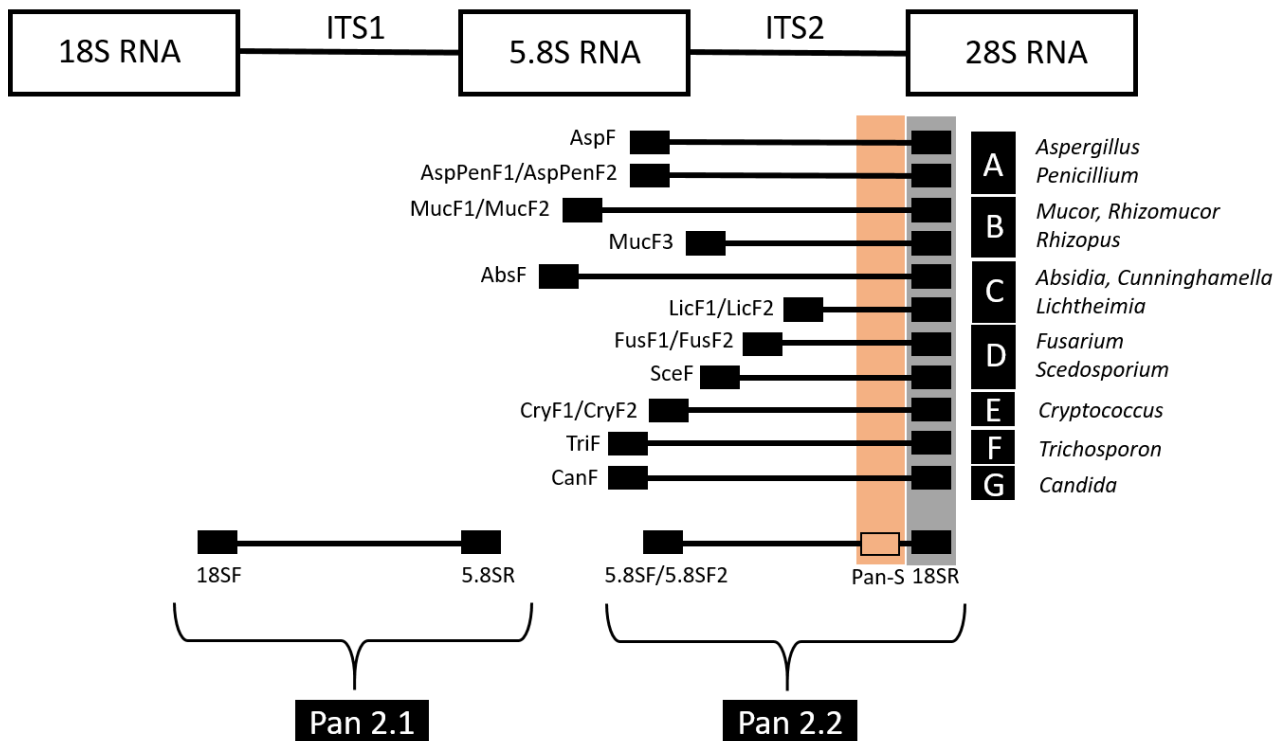 18S RNA
ITS1
5.8S RNA
ITS2
28S RNA
AspF
AspPenF1/AspPenF2
A
Aspergillus
Penicillium
MucF1/MucF2
MucF3
B
Mucor, Rhizomucor
Rhizopus
AbsF
LicF1/LicF2
C
Absidia, Cunninghamella
Lichtheimia
FusF1/FusF2
SceF
D
Fusarium
Scedosporium
CryF1/CryF2
E
Cryptococcus
TriF
F
Trichosporon
CanF
G
Candida
18SF
5.8SR
5.8SF/5.8SF2
Pan-S
18SR
Pan 2.1
Pan 2.2